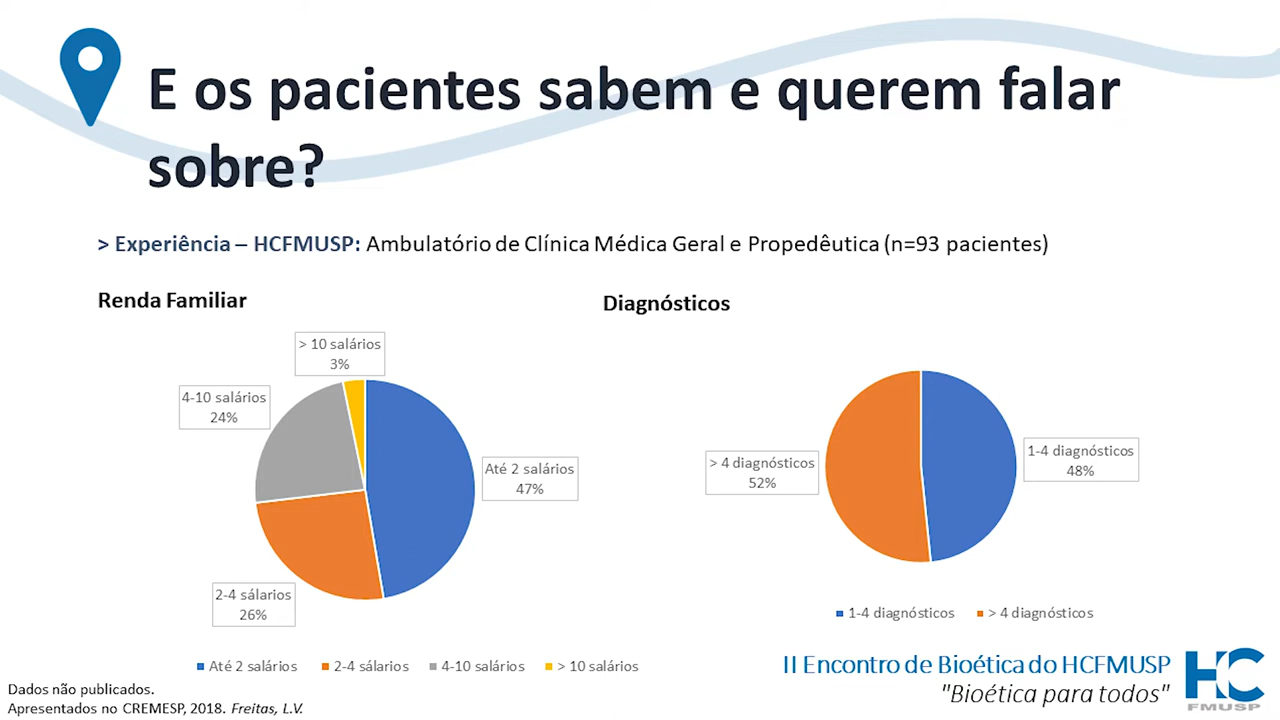 E os pacientes sabem e querem falar
sobre?
> Experiência – HCFMUSP: Ambulatório de Clínica Médica Geral e Propedêutica (n=93 pacientes)
Renda Familiar
> 10 salários
3%
4-10 salários
24%
Até 2 salários
47%
2-4 sálarios
26%
Até 2 salários
2-4 sálarios
4-10 salários
> 10 salários
Diagnósticos
> 4 diagnósticos
52%
1-4 diagnósticos
48%
1-4 diagnósticos
> 4 diagnósticos
Dados não publicados.
Apresentados no CREMESP, 2018. Freitas, L.V.
II Encontro de Bioética do HCFMUSP
"Bioética para todos"
HC
FMUSP